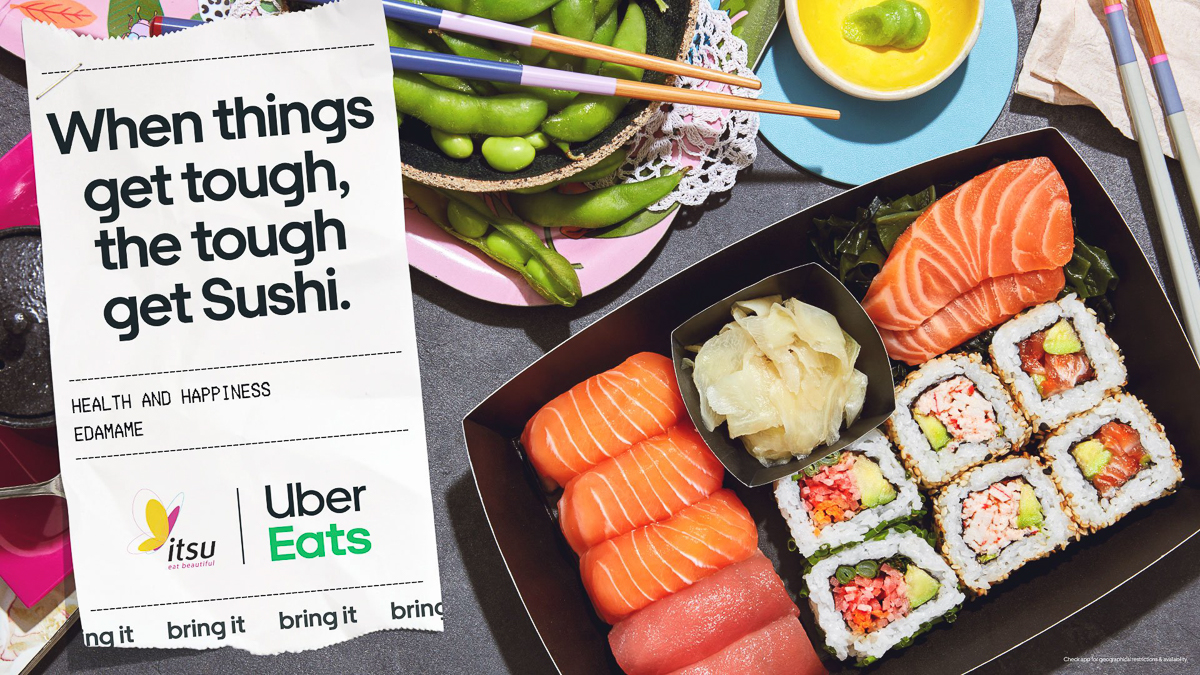 When things
get tough,
the tough
get Sushi.
HEALTH AND HAPPINESS
EDAMAME
itsu
eat beautiful
Uber
Eats
ng it bring it bring it bring
Check app for geographical restrictions & availability.